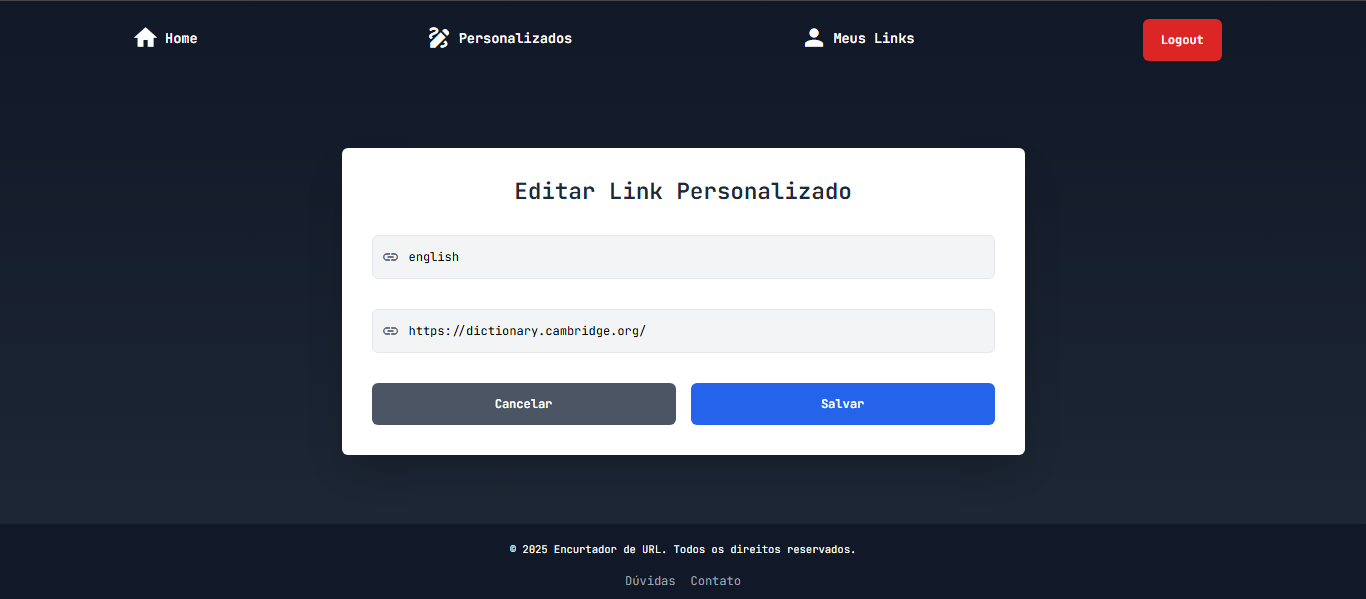 Home
Personalizados
Meus Links
Logout
Editar Link Personalizado
english
https://dictionary.cambridge.org/
Cancelar
Salvar
© 2025 Encurtador de URL. Todos os direitos reservados.
Dúvidas
Contato